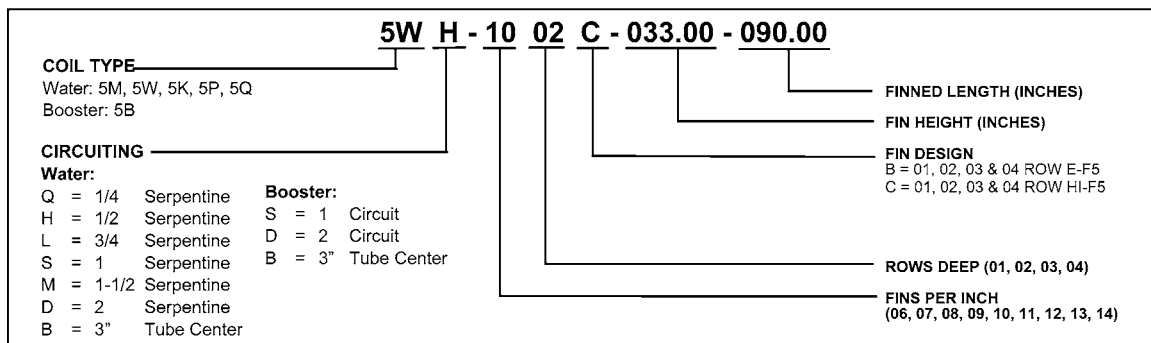 5W H - 10 02 C - 033.00 - 090.00
COIL TYPE
Water: 5M, 5W, 5K, 5P, 5Q
Booster: 5B
CIRCUITING
Water:
Q = 1/4 Serpentine
H = 1/2 Serpentine
L = 3/4 Serpentine
S = 1 Serpentine
M = 1-1/2 Serpentine
D = 2 Serpentine
B = 3" Tube Center
Booster:
S = 1 Circuit
D = 2 Circuit
B = 3" Tube Center
FINNED LENGTH (INCHES)
FIN HEIGHT (INCHES)
FIN DESIGN
B = 01, 02, 03 & 04 ROW E-F5
C = 01, 02, 03 & 04 ROW HI-F5
ROWS DEEP (01, 02, 03, 04)
FINS PER INCH
(06, 07, 08, 09, 10, 11, 12, 13, 14)